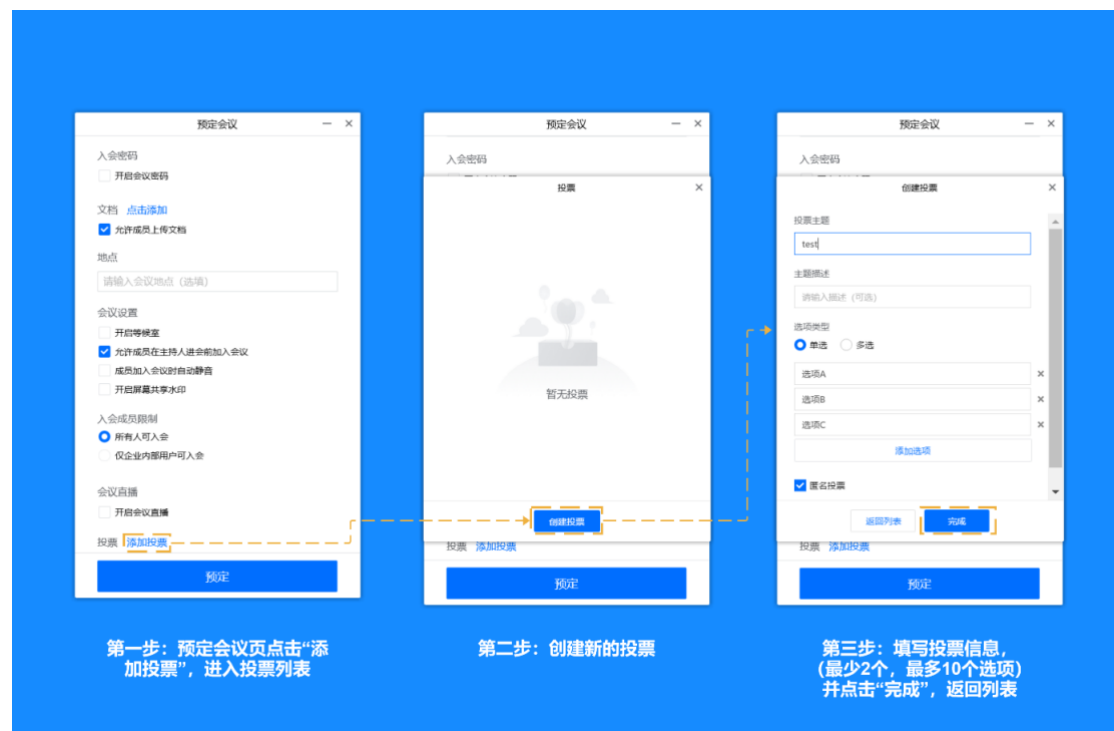 预定会议
入会密码
开启会议密码
文档 点击添加
允许成员上传文档
地点
请输入会议地点（选填）
会议设置
开启等候室
允许成员在主持人进会前加入会议
成员加入会议时自动静音
开启屏幕共享水印
入会成员限制
所有人可入会
仅企业内部用户可入会
会议直播
开启会议直播
投票 添加投票
预定
第一步：预定会议页点击“添
加投票”，进入投票列表
预定会议
入会密码
投票
暂无投票
创建投票
投票 添加投票
预定
第二步：创建新的投票
预定会议
入会密码
创建投票
投票主题
test
主题描述
请输入描述（可选）
选项类型
单选 多选
选项A
选项B
选项C
添加选项
匿名投票
返回列表 完成
投票 添加投票
预定
第三步：填写投票信息，
(最少2个，最多10个选项)
并点击“完成”，返回列表